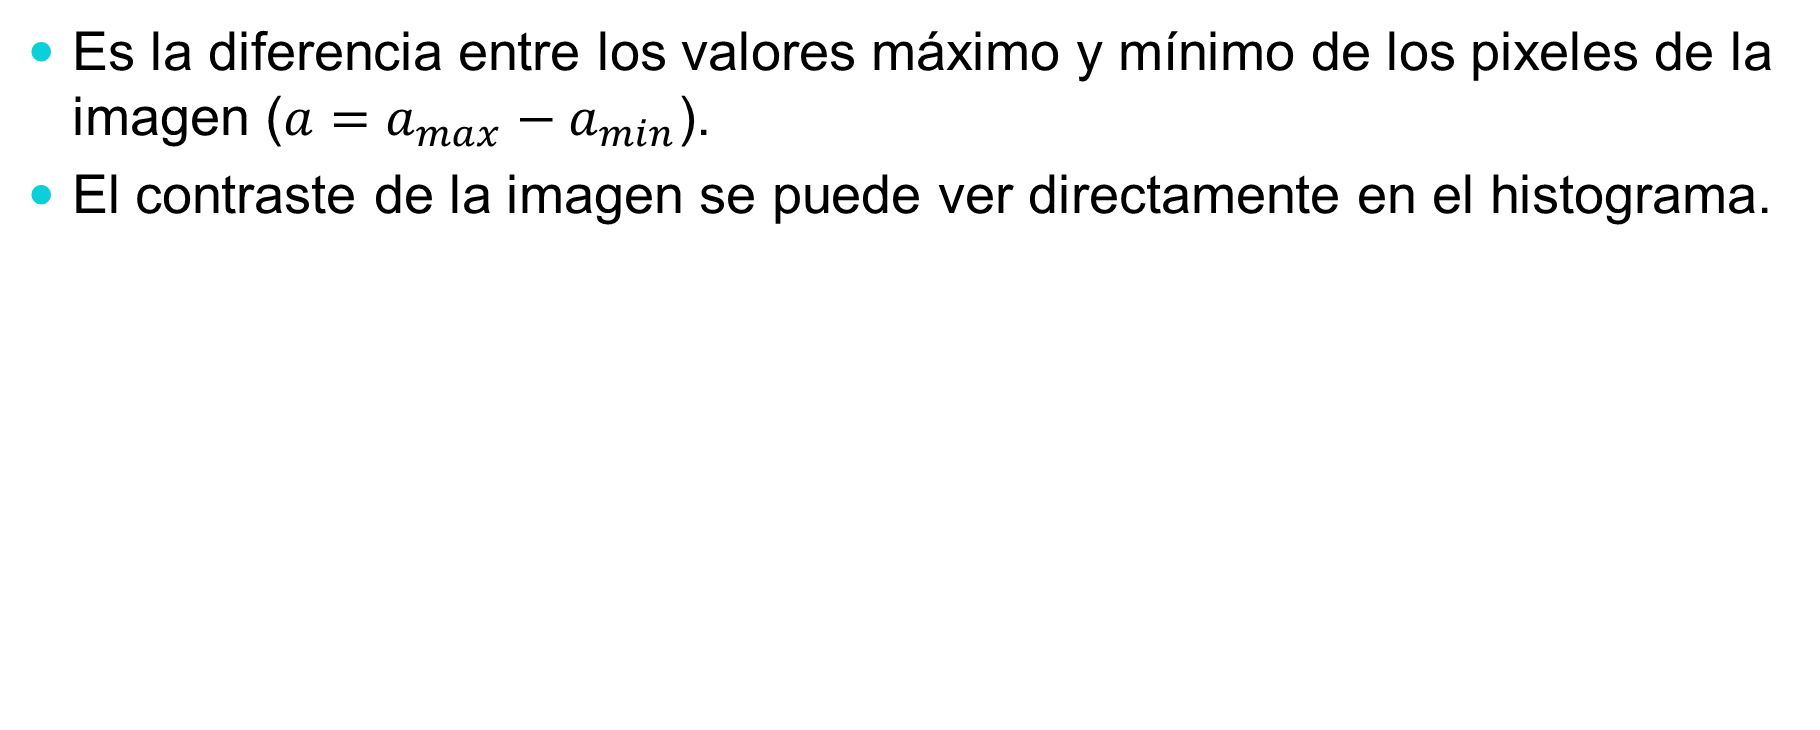 • Es la diferencia entre los valores máximo y mínimo de los pixeles de la
imagen (a = a_max − a_min).
• El contraste de la imagen se puede ver directamente en el histograma.